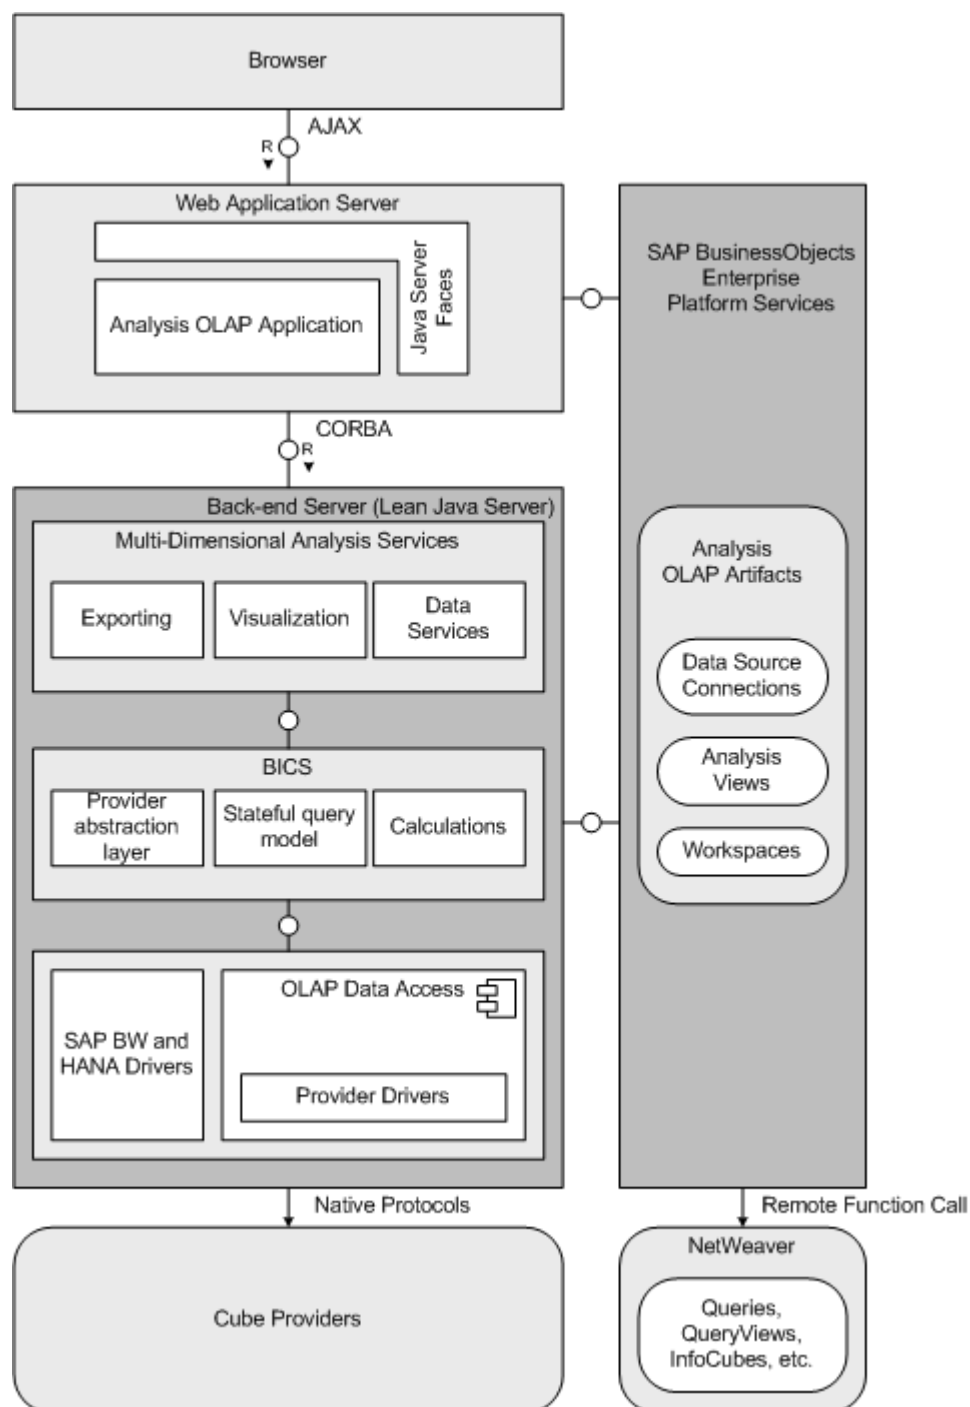 Browser
AJAX
R
Web Application Server
Java Server
Faces
Analysis OLAP Application
SAP BusinessObjects
Enterprise
Platform Services
CORBA
R
Back-end Server (Lean Java Server)
Multi-Dimensional Analysis Services
Exporting
Visualization
Data
Services
Analysis
OLAP Artifacts
Data Source
Connections
Analysis
Views
Workspaces
BICS
Provider
abstraction
layer
Stateful query
model
Calculations
SAP BW and
HANA Drivers
OLAP Data Access
Provider Drivers
Native Protocols
Remote Function Call
Cube Providers
NetWeaver
Queries,
QueryViews,
InfoCubes, etc.